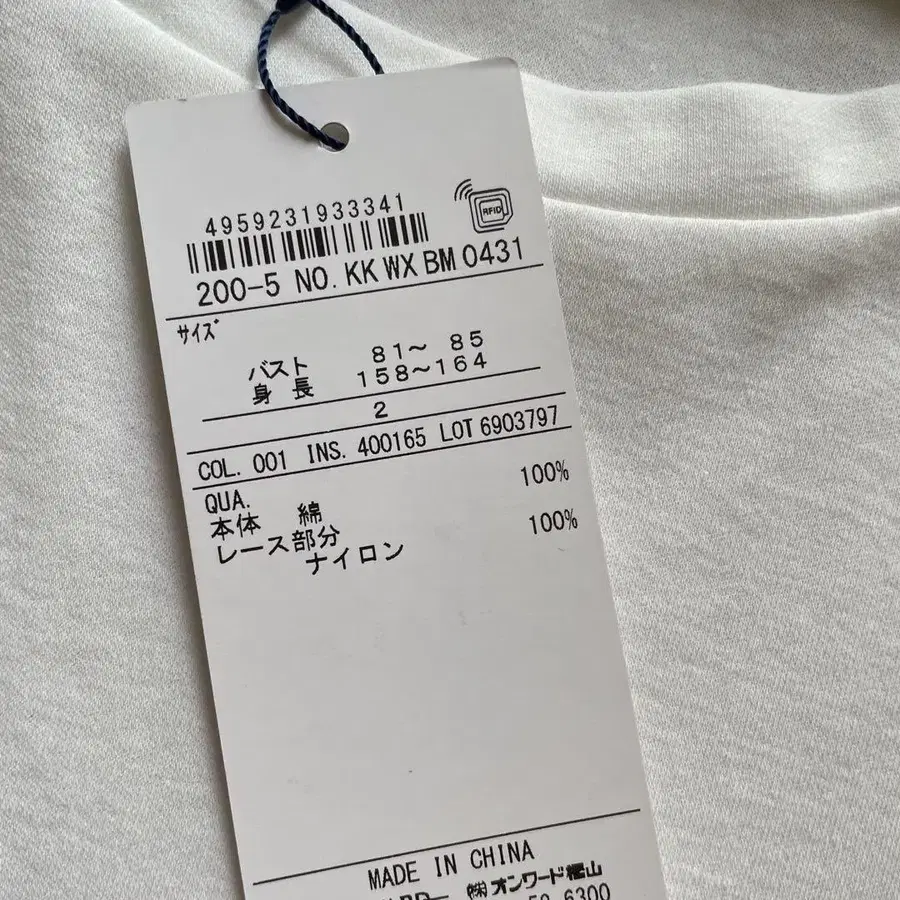 4959231933341
RFID
200-5 NO. KK WX BM 0431
サイズ
バスト 81～ 85
身長 158～164
2
COL. 001 INS. 400165 LOT 6903797
QUA.
本体 綿 100%
レース部分
ナイロン 100%
MADE IN CHINA
㈱オンワード樫山
6300